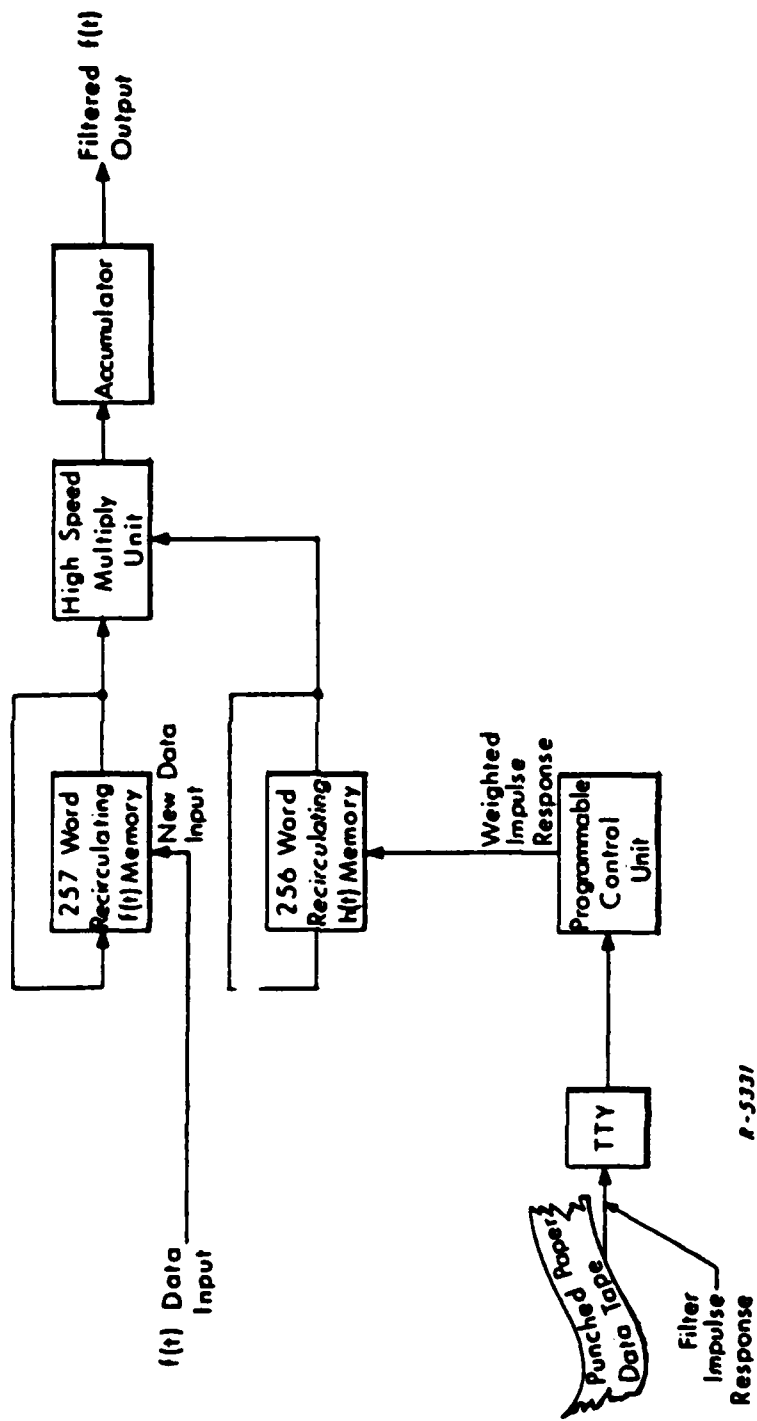 f(t) Data
Input
257 Word
Recirculating
f(t) Memory
New Data
Input
High Speed
Multiply
Unit
Accumulator
Filtered f(t)
Output
256 Word
Recirculating
h(t) Memory
Weighted
Impulse
Response
Programmable
Control
Unit
TTY
Punched Paper
Data Tape
Filter
Impulse
Response
R-5331